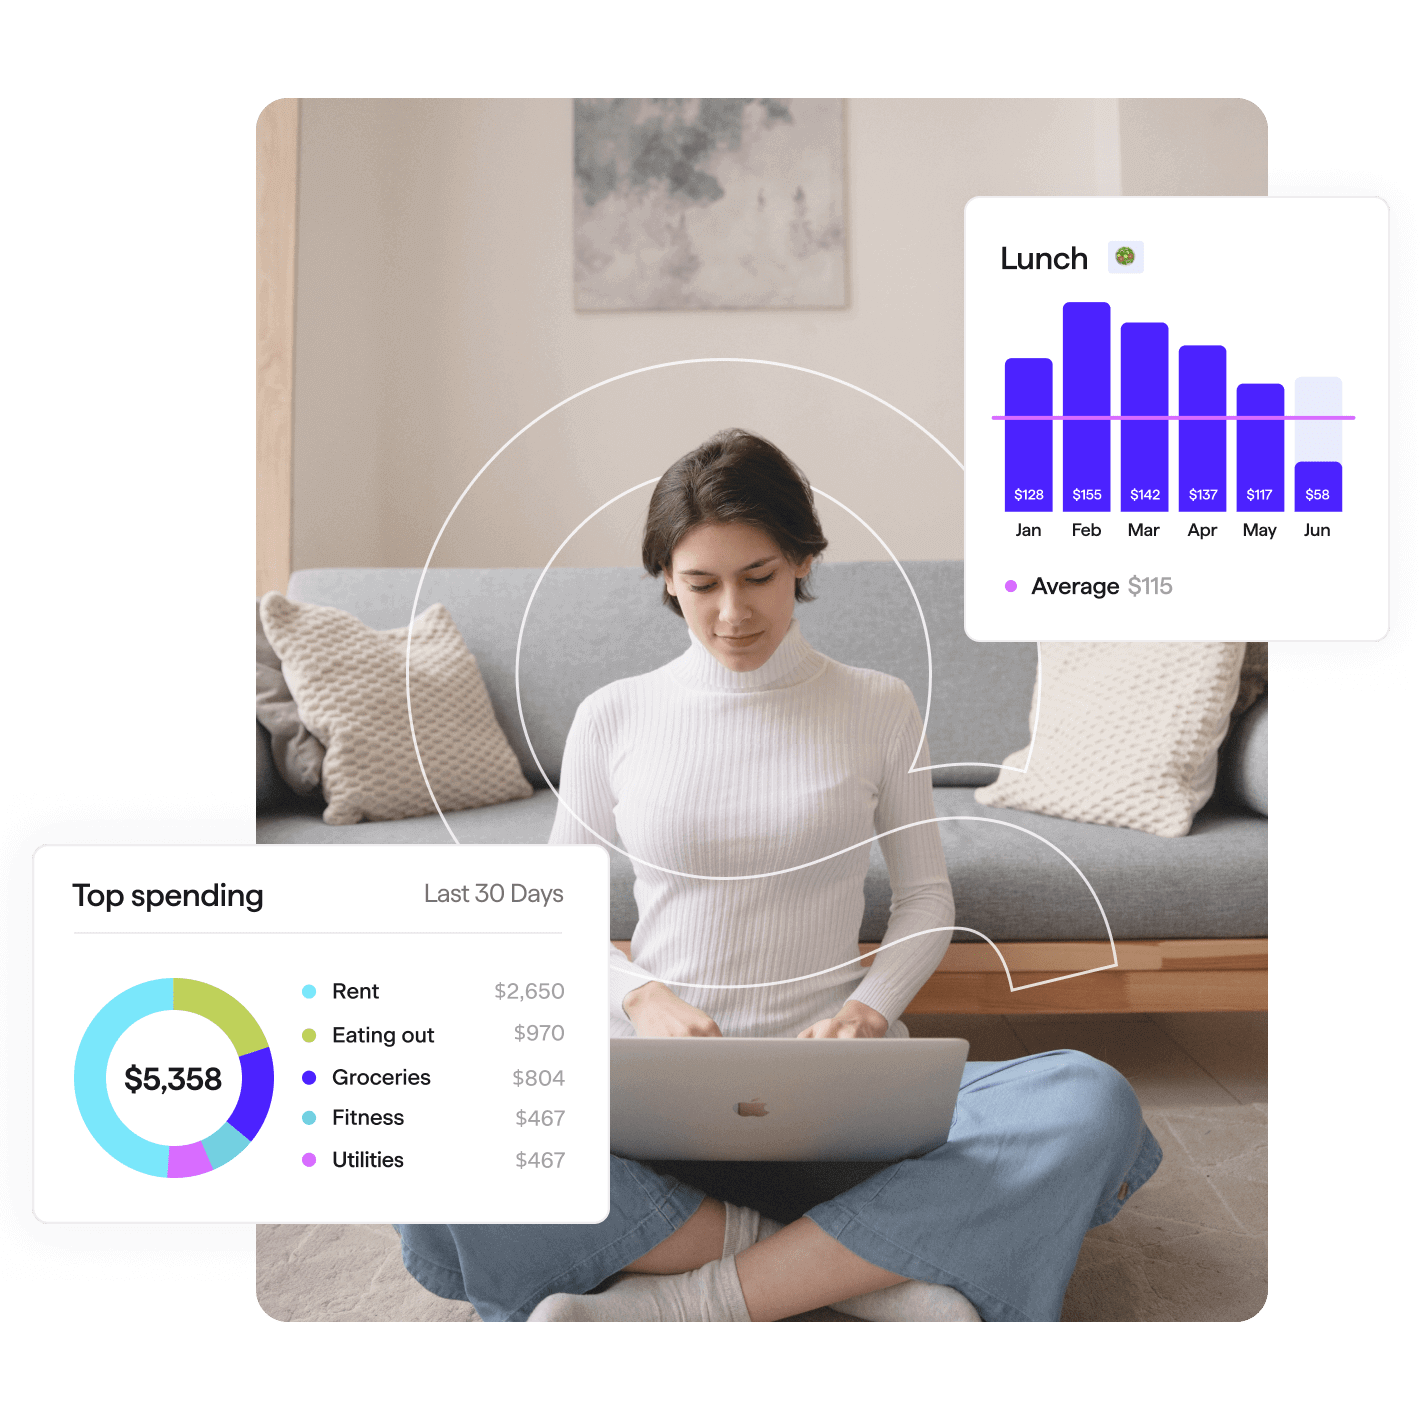 Lunch
$128 $155 $142 $137 $117 $58
Jan Feb Mar Apr May Jun
Average $115
Top spending Last 30 Days
$5,358
Rent $2,650
Eating out $970
Groceries $804
Fitness $467
Utilities $467